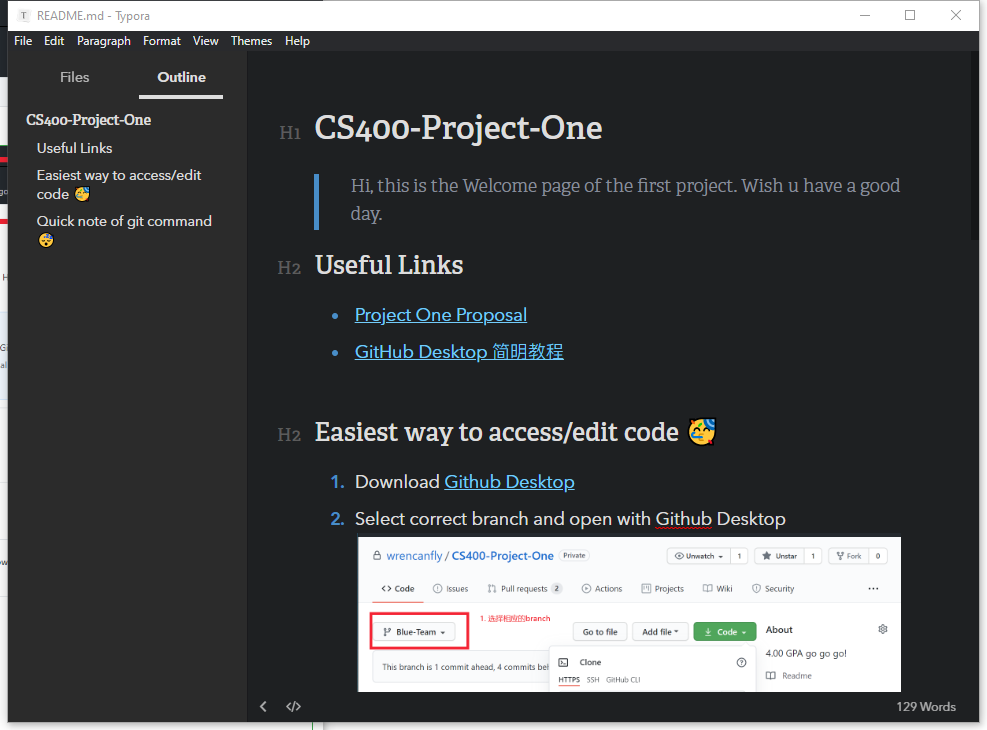 README.md - Typora
File Edit Paragraph Format View Themes Help
Files Outline
CS400-Project-One
Useful Links
Easiest way to access/edit
code 🥳
Quick note of git command
😴
H1 CS400-Project-One
Hi, this is the Welcome page of the first project. Wish u have a good
day.
H2 Useful Links
• Project One Proposal
• GitHub Desktop 简明教程
H2 Easiest way to access/edit code 🥳
1. Download Github Desktop
2. Select correct branch and open with Github Desktop
wrencanfly / CS400-Project-One Private
Unwatch 1 Unstar 1 Fork 0
Code Issues Pull requests 2 Actions Projects Wiki Security ...
1. 选择相应的branch
Blue-Team Go to file Add file Code About
4.00 GPA go go go!
This branch is 1 commit ahead, 4 commits
Clone
HTTPS SSH GitHub CLI
Readme
129 Words